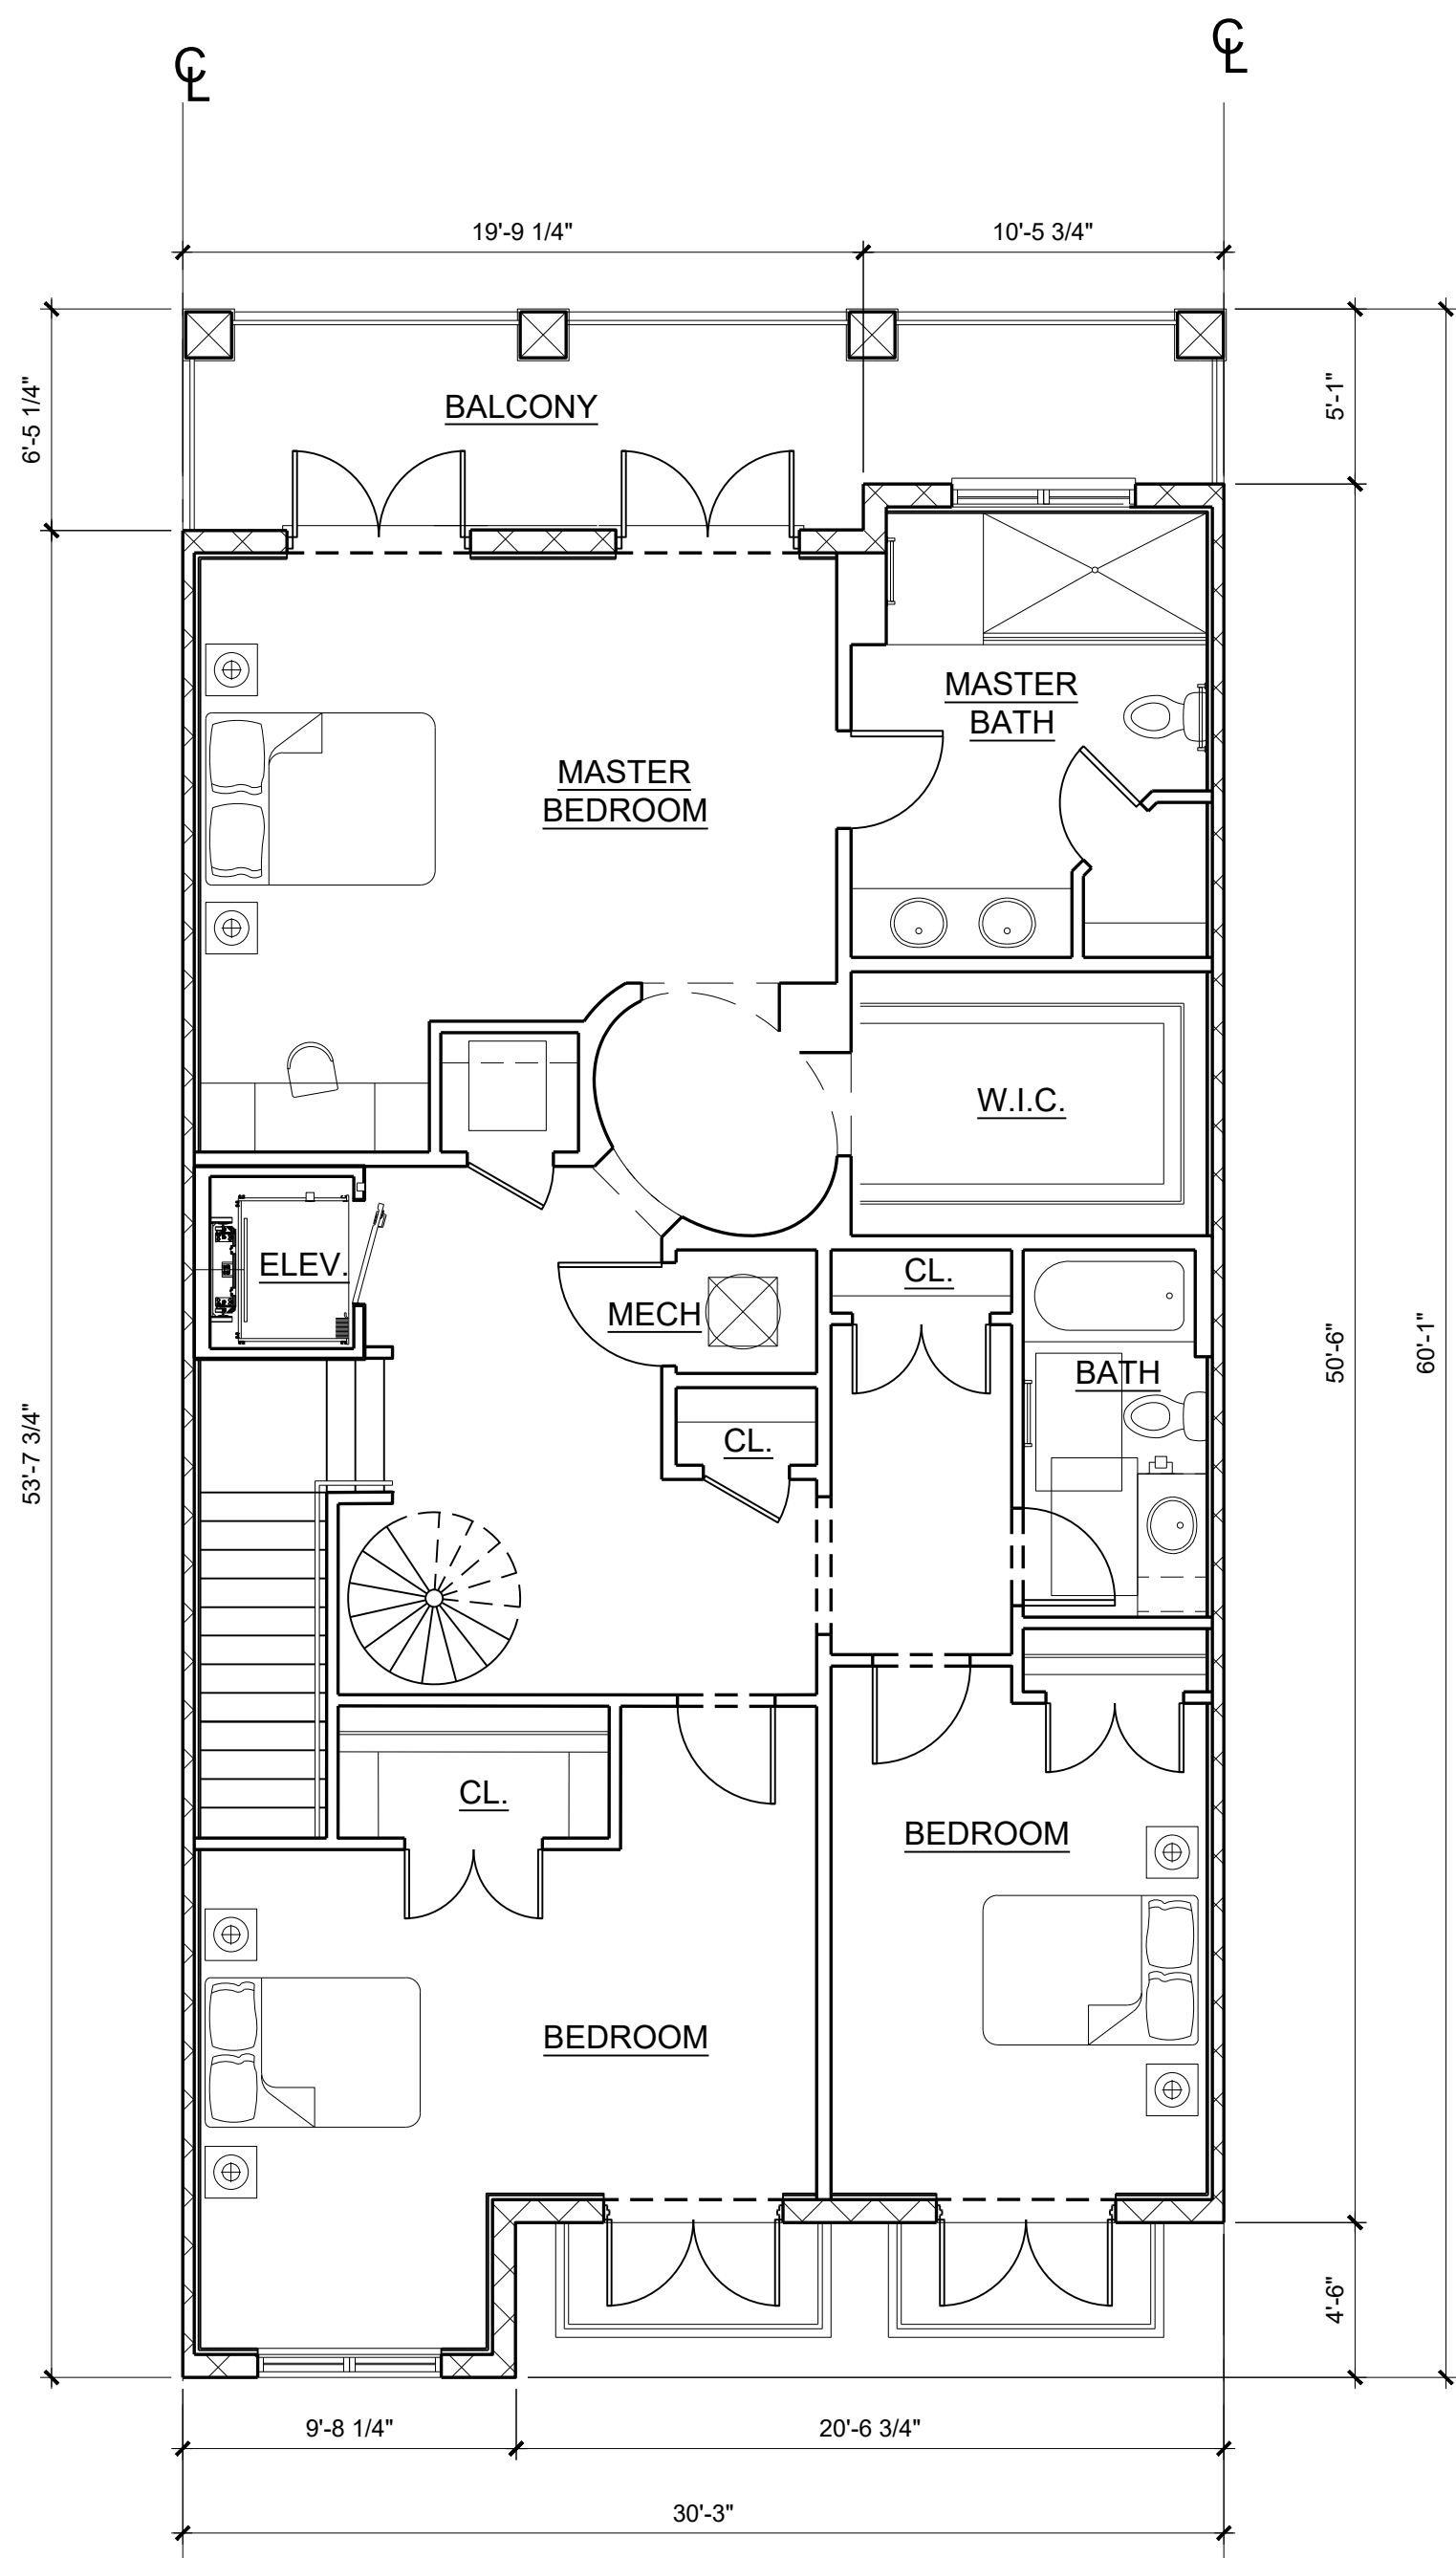 ℄ ℄
19'-9 1/4" 10'-5 3/4"
6'-5 1/4"
5'-1"
BALCONY
MASTER
BATH
MASTER
BEDROOM
W.I.C.
ELEV.
CL.
MECH
BATH
CL.
53'-7 3/4"
50'-6"
60'-1"
CL.
BEDROOM
BEDROOM
4'-6"
9'-8 1/4" 20'-6 3/4"
30'-3"